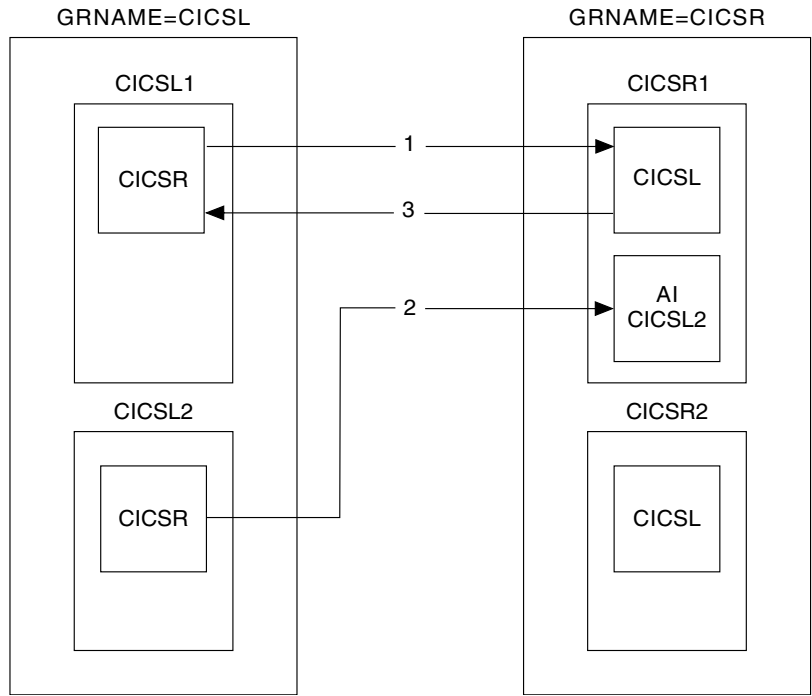 GRNAME=CICSL
GRNAME=CICSR
CICSL1
CICSR1
CICSR
1
CICSL
3
AI
CICSL2
2
CICSL2
CICSR2
CICSR
CICSL